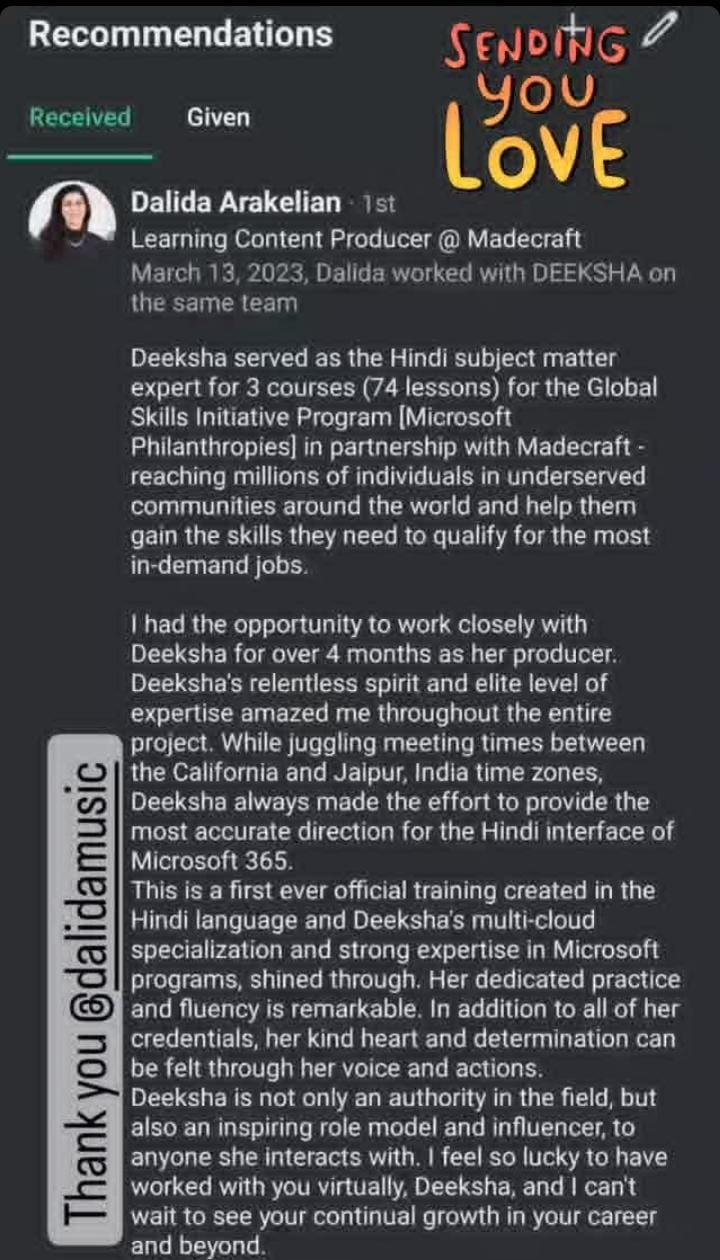 Recommendations
SENDING
YOU
LOVE
Received
Given
Dalida Arakelian · 1st
Learning Content Producer @ Madecraft
March 13, 2023, Dalida worked with DEEKSHA on
the same team
Deeksha served as the Hindi subject matter
expert for 3 courses (74 lessons) for the Global
Skills Initiative Program [Microsoft
Philanthropies] in partnership with Madecraft -
reaching millions of individuals in underserved
communities around the world and help them
gain the skills they need to qualify for the most
in-demand jobs.
I had the opportunity to work closely with
Deeksha for over 4 months as her producer.
Deeksha's relentless spirit and elite level of
expertise amazed me throughout the entire
project. While juggling meeting times between
the California and Jaipur, India time zones,
Deeksha always made the effort to provide the
most accurate direction for the Hindi interface of
Microsoft 365.
This is a first ever official training created in the
Hindi language and Deeksha's multi-cloud
specialization and strong expertise in Microsoft
programs, shined through. Her dedicated practice
and fluency is remarkable. In addition to all of her
credentials, her kind heart and determination can
be felt through her voice and actions.
Deeksha is not only an authority in the field, but
also an inspiring role model and influencer, to
anyone she interacts with. I feel so lucky to have
worked with you virtually, Deeksha, and I can't
wait to see your continual growth in your career
and beyond.
Thank you @dalidamusic